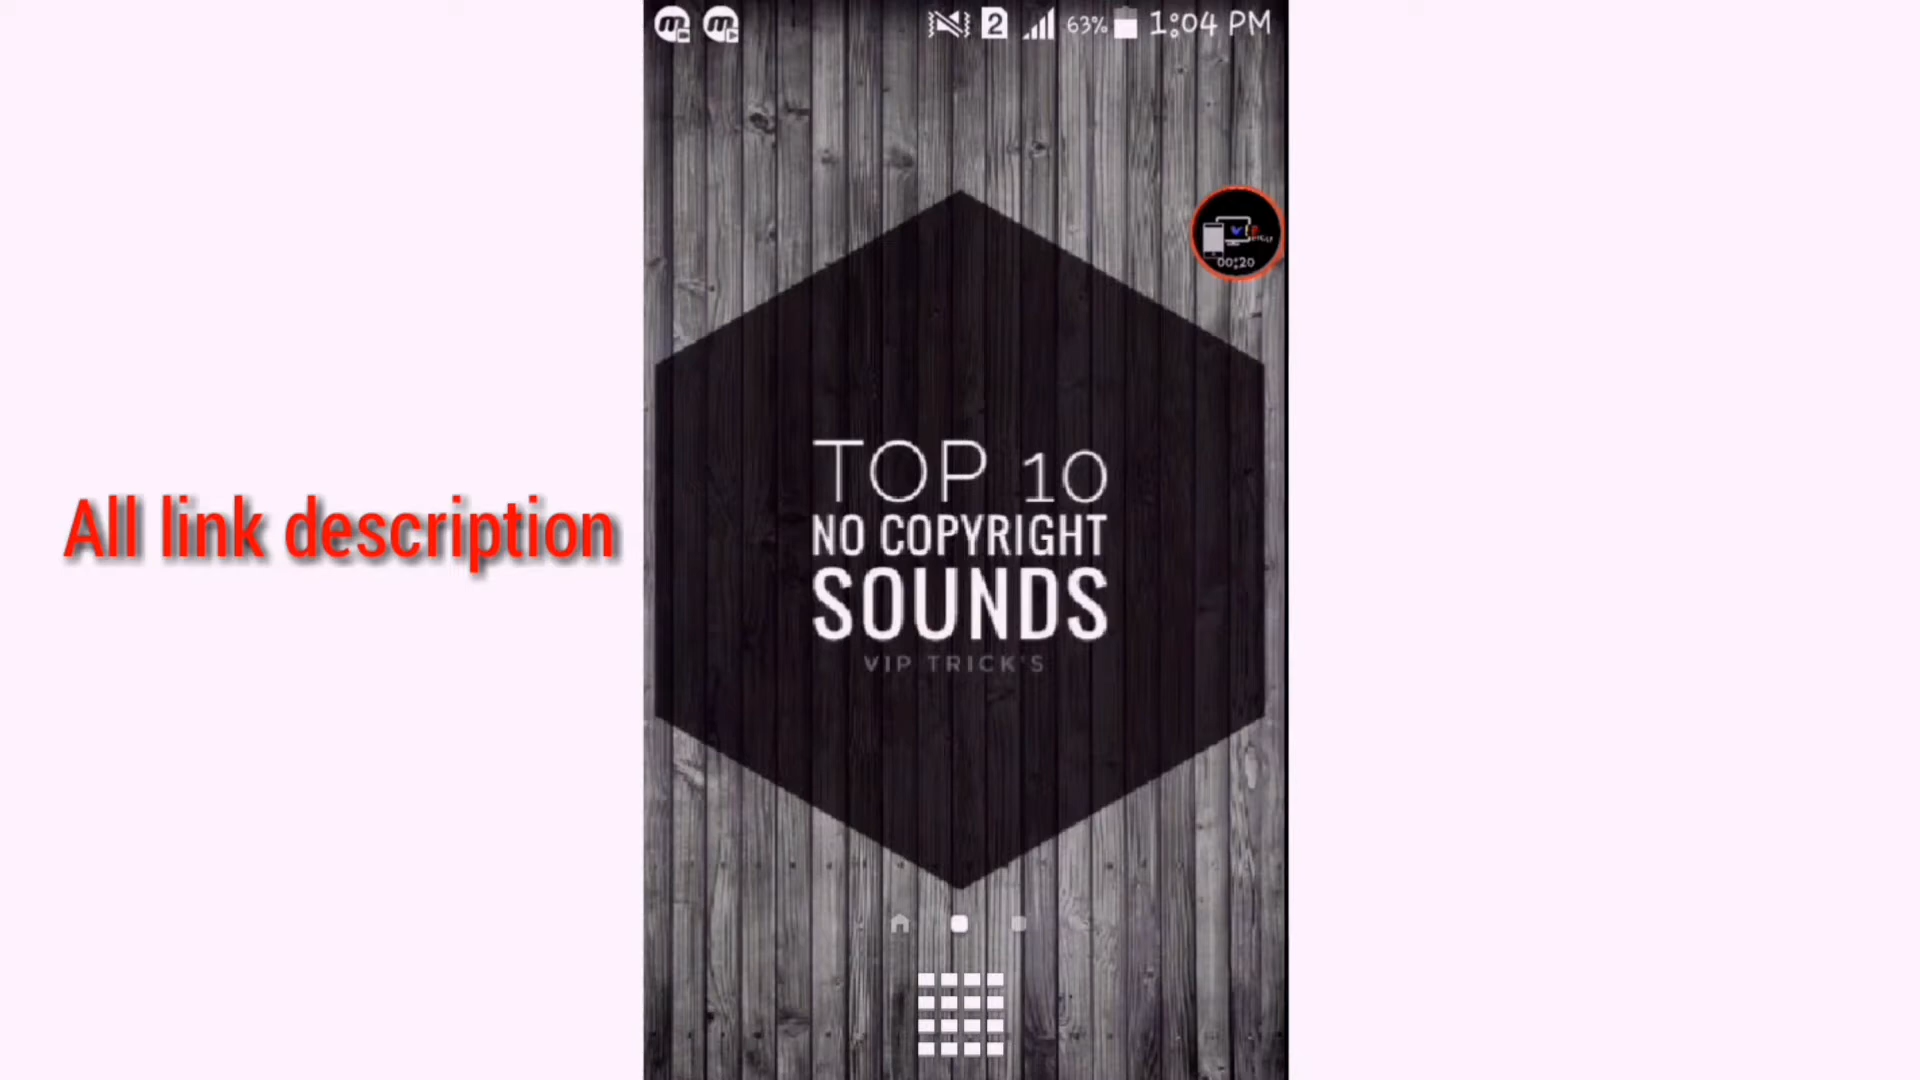 2 63% 1:04 PM
00:20
All link description
TOP 10
NO COPYRIGHT
SOUNDS
VIP TRICK'S